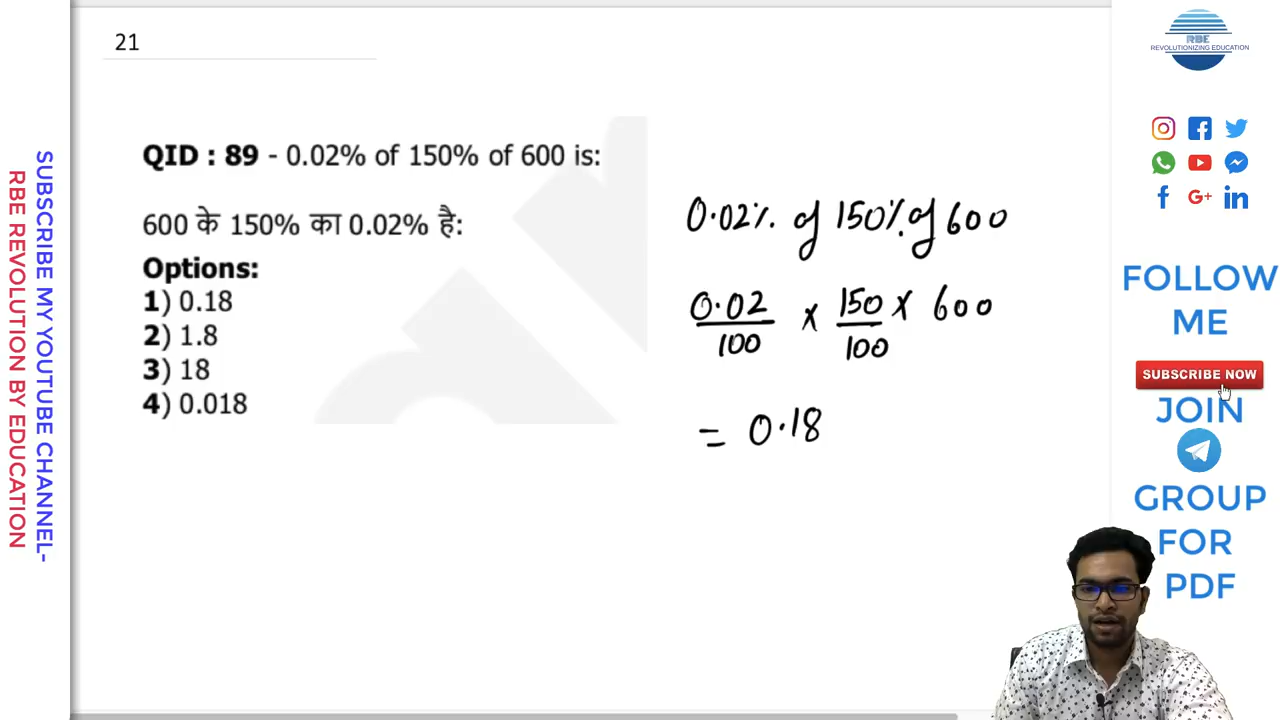 21
QID : 89 - 0.02% of 150% of 600 is:
600 के 150% का 0.02% है:
Options:
1) 0.18
2) 1.8
3) 18
4) 0.018
0.02% of 150% of 600
0.02/100 × 150/100 × 600
= 0.18
SUBSCRIBE MY YOUTUBE CHANNEL-
RBE REVOLUTION BY EDUCATION
RBE
REVOLUTIONIZING EDUCATION
FOLLOW
ME
SUBSCRIBE NOW
JOIN
GROUP
FOR
PDF